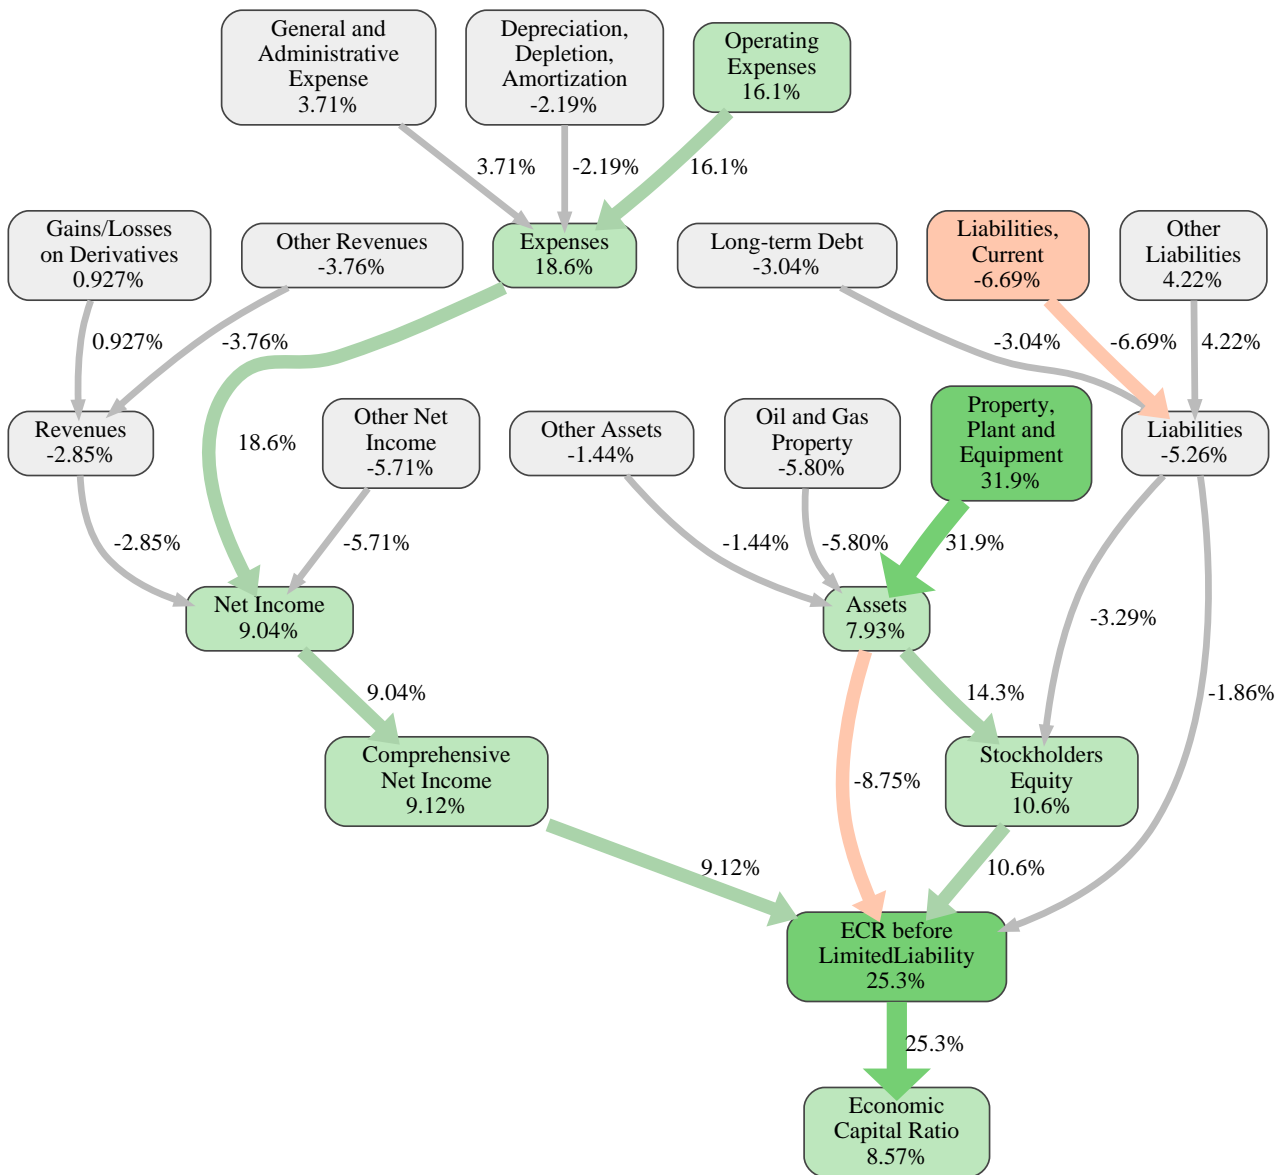 General and
Administrative
Expense
3.71%
Depreciation,
Depletion,
Amortization
-2.19%
Operating
Expenses
16.1%
3.71%
-2.19%
16.1%
Gains/Losses
on Derivatives
0.927%
Other Revenues
-3.76%
Expenses
18.6%
Long-term Debt
-3.04%
Liabilities,
Current
-6.69%
Other
Liabilities
4.22%
0.927%
-3.76%
18.6%
-3.04%
-6.69%
4.22%
Revenues
-2.85%
Other Net
Income
-5.71%
Other Assets
-1.44%
Oil and Gas
Property
-5.80%
Property,
Plant and
Equipment
31.9%
Liabilities
-5.26%
-2.85%
-5.71%
-1.44%
-5.80%
31.9%
Net Income
9.04%
Assets
7.93%
-3.29%
9.04%
14.3%
-1.86%
Comprehensive
Net Income
9.12%
-8.75%
Stockholders
Equity
10.6%
9.12%
10.6%
ECR before
LimitedLiability
25.3%
25.3%
Economic
Capital Ratio
8.57%